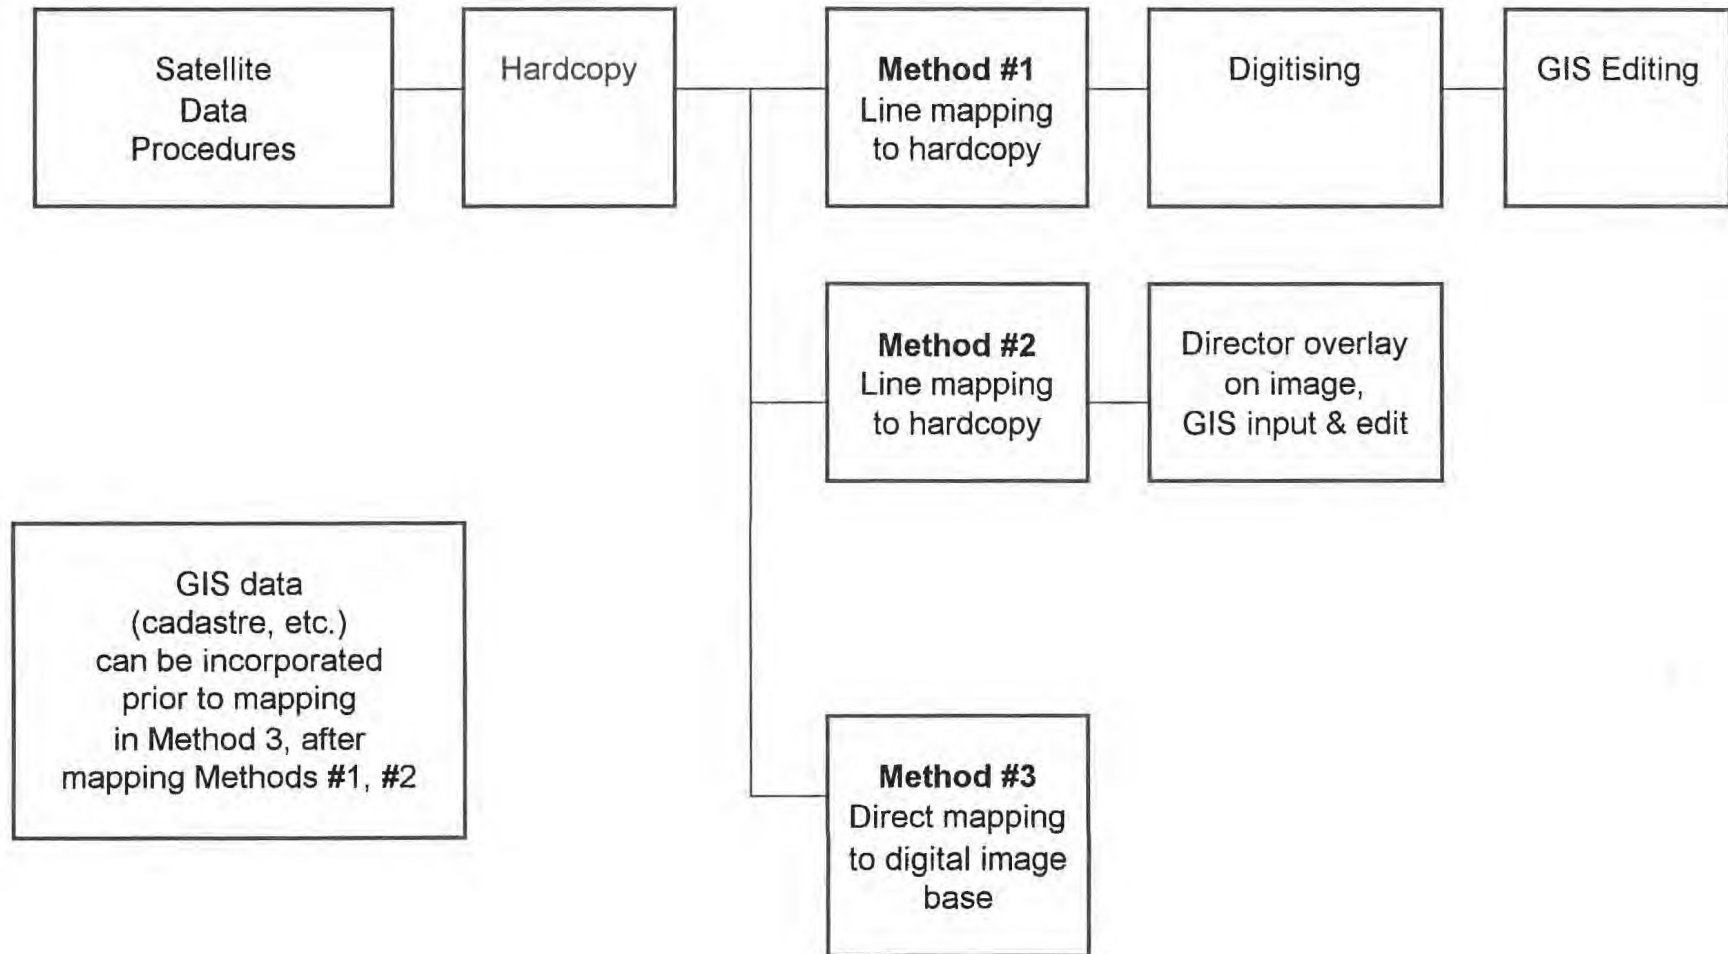 Satellite
Data
Procedures
Hardcopy
Method #1
Line mapping
to hardcopy
Digitising
GIS Editing
Method #2
Line mapping
to hardcopy
Director overlay
on image,
GIS input & edit
GIS data
(cadastre, etc.)
can be incorporated
prior to mapping
in Method 3, after
mapping Methods #1, #2
Method #3
Direct mapping
to digital image
base